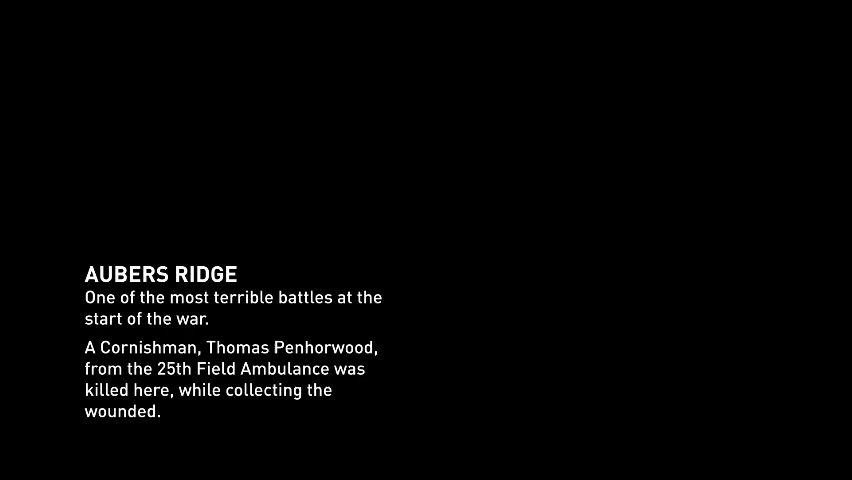 AUBERS RIDGE
One of the most terrible battles at the
start of the war.
A Cornishman, Thomas Penhorwood,
from the 25th Field Ambulance was
killed here, while collecting the
wounded.